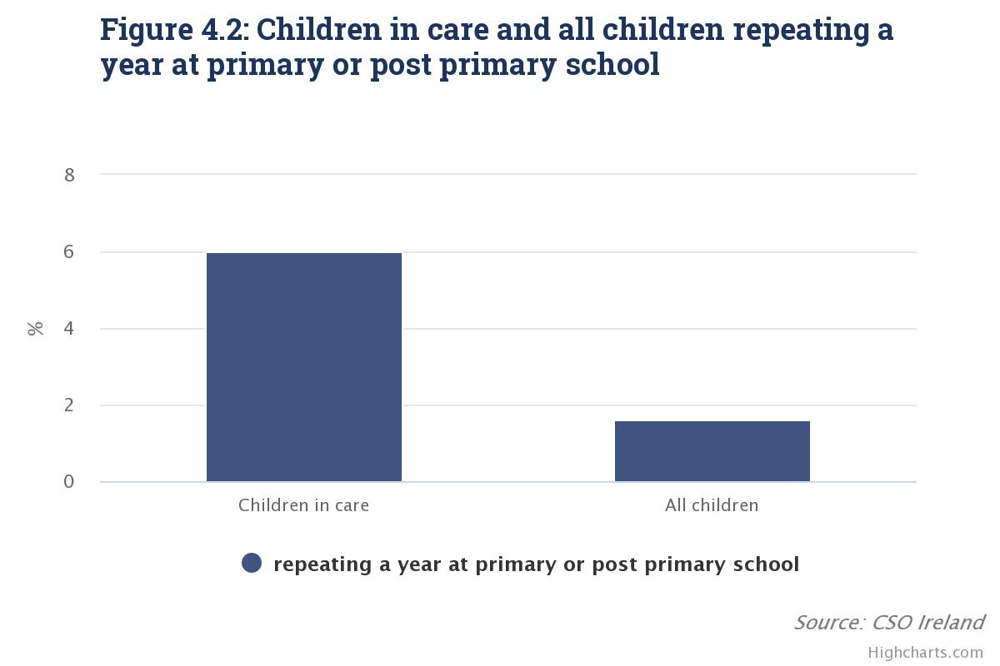 Figure 4.2: Children in care and all children repeating a
year at primary or post primary school
8
6
4
2
0
%
Children in care
All children
repeating a year at primary or post primary school
Source: CSO Ireland
Highcharts.com